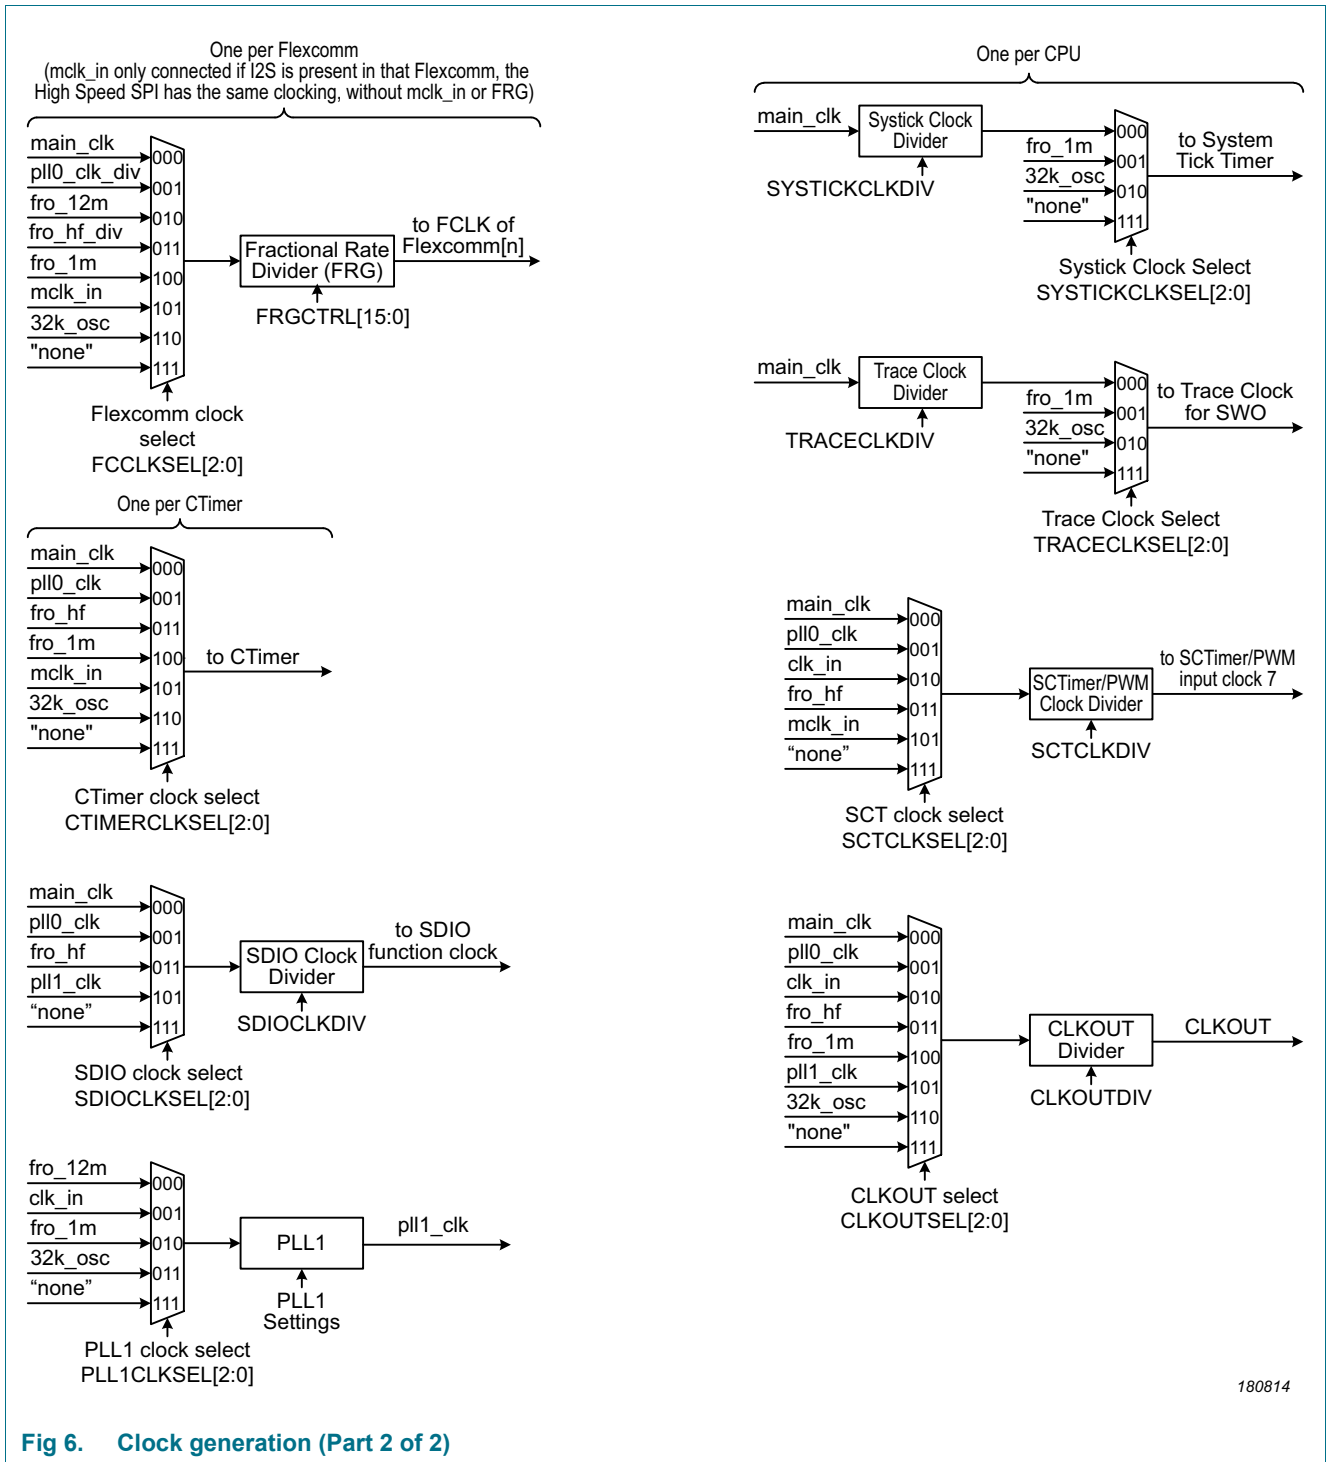 One per Flexcomm
(mclk_in only connected if I2S is present in that Flexcomm, the
High Speed SPI has the same clocking, without mclk_in or FRG)
main_clk
000
pll0_clk_div
001
fro_12m
010
fro_hf_div
011
fro_1m
100
mclk_in
101
32k_osc
110
"none"
111
Fractional Rate
Divider (FRG)
FRGCTRL[15:0]
to FCLK of
Flexcomm[n]
Flexcomm clock
select
FCCLKSEL[2:0]
One per CTimer
main_clk
000
pll0_clk
001
fro_hf
011
fro_1m
100
mclk_in
101
32k_osc
110
"none"
111
to CTimer
CTimer clock select
CTIMERCLKSEL[2:0]
main_clk
000
pll0_clk
001
fro_hf
011
pll1_clk
101
“none”
111
SDIO Clock
Divider
SDIOCLKDIV
to SDIO
function clock
SDIO clock select
SDIOCLKSEL[2:0]
fro_12m
000
clk_in
001
fro_1m
010
32k_osc
011
“none”
111
PLL1
PLL1
Settings
pll1_clk
PLL1 clock select
PLL1CLKSEL[2:0]
One per CPU
main_clk
Systick Clock
Divider
SYSTICKCLKDIV
000
fro_1m
001
32k_osc
010
"none"
111
to System
Tick Timer
Systick Clock Select
SYSTICKCLKSEL[2:0]
main_clk
Trace Clock
Divider
TRACECLKDIV
000
fro_1m
001
32k_osc
010
"none"
111
to Trace Clock
for SWO
Trace Clock Select
TRACECLKSEL[2:0]
main_clk
000
pll0_clk
001
clk_in
010
fro_hf
011
mclk_in
101
“none”
111
SCTimer/PWM
Clock Divider
SCTCLKDIV
to SCTimer/PWM
input clock 7
SCT clock select
SCTCLKSEL[2:0]
main_clk
000
pll0_clk
001
clk_in
010
fro_hf
011
fro_1m
100
pll1_clk
101
32k_osc
110
"none"
111
CLKOUT
Divider
CLKOUTDIV
CLKOUT
CLKOUT select
CLKOUTSEL[2:0]
180814
Fig 6. Clock generation (Part 2 of 2)